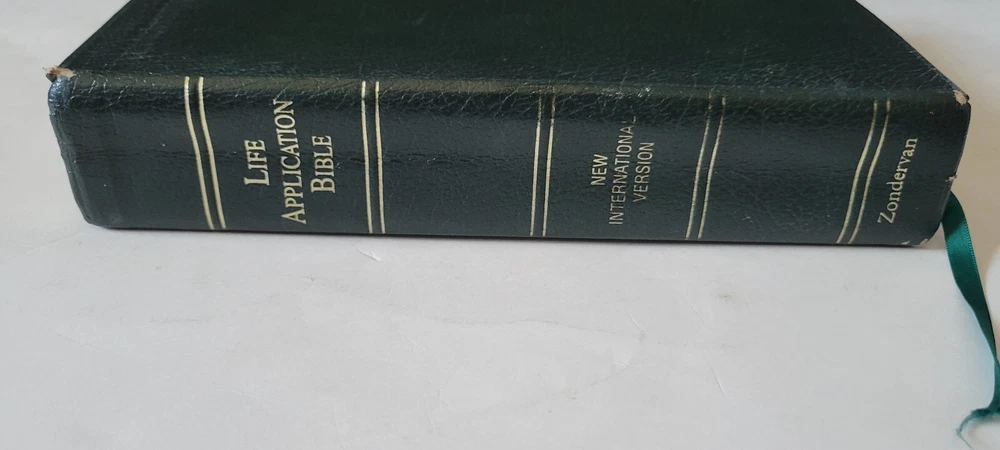 LIFE
APPLICATION
BIBLE
NEW
INTERNATIONAL
VERSION
Zondervan